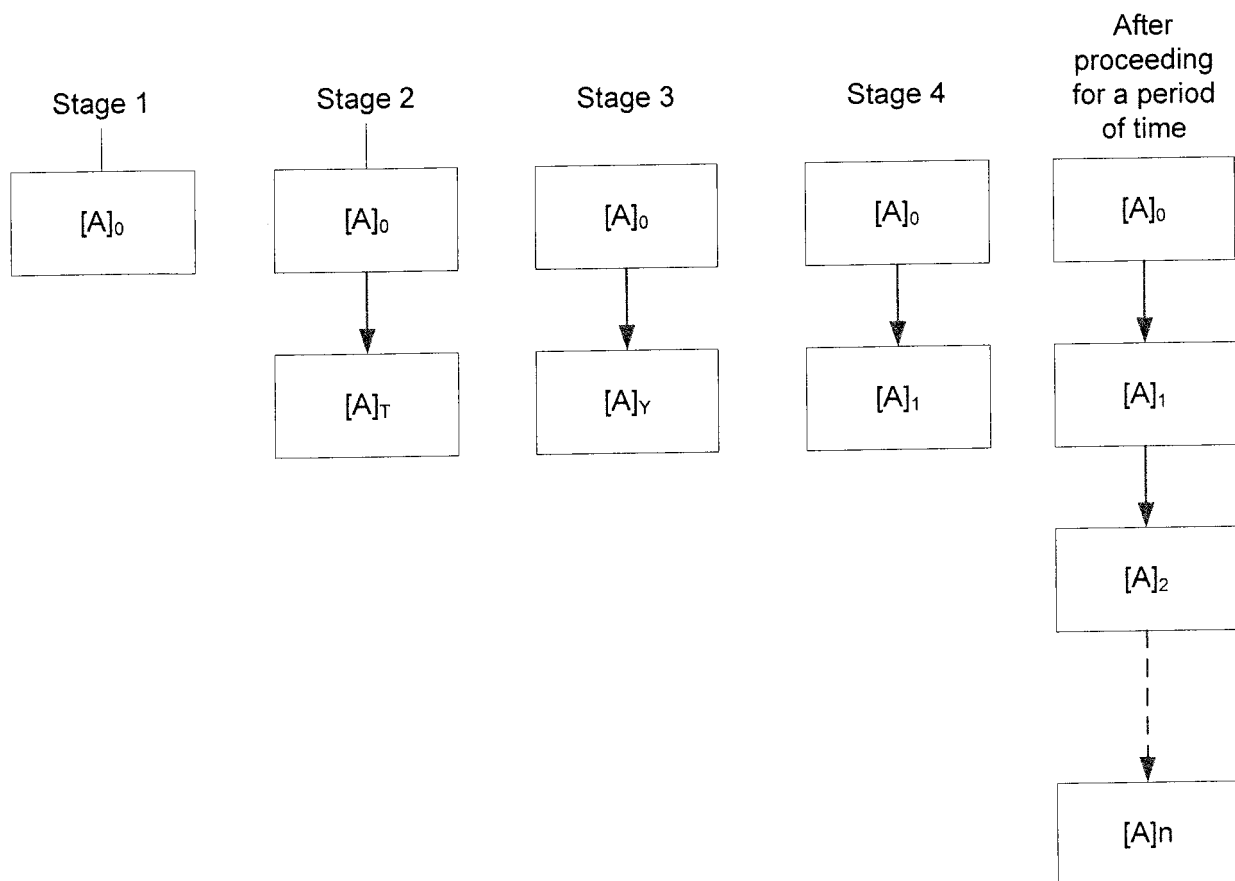 After
proceeding
for a period
of time
Stage 1
Stage 2
Stage 3
Stage 4
[A]₀
[A]₀
[A]₀
[A]₀
[A]₀
[A]T
[A]Y
[A]₁
[A]₁
[A]₂
[A]n